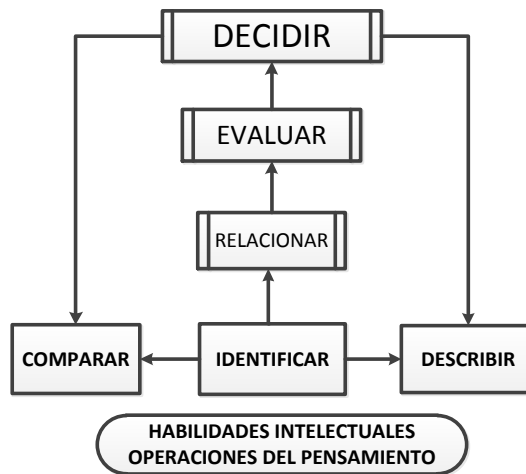 DECIDIR
EVALUAR
RELACIONAR
COMPARAR
IDENTIFICAR
DESCRIBIR
HABILIDADES INTELECTUALES
OPERACIONES DEL PENSAMIENTO